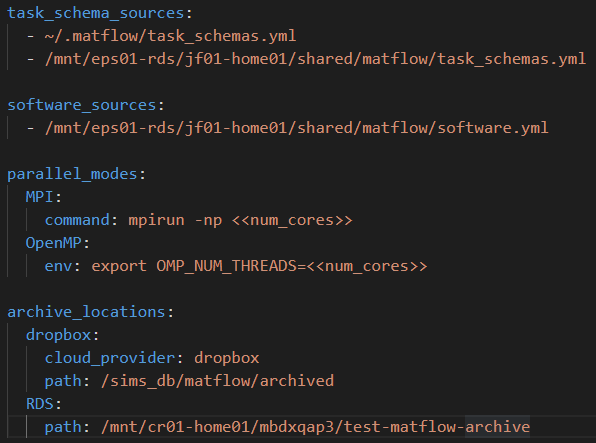 task_schema_sources:
  - ~/.matflow/task_schemas.yml
  - /mnt/eps01-rds/jf01-home01/shared/matflow/task_schemas.yml

software_sources:
  - /mnt/eps01-rds/jf01-home01/shared/matflow/software.yml

parallel_modes:
  MPI:
    command: mpirun -np <<num_cores>>
  OpenMP:
    env: export OMP_NUM_THREADS=<<num_cores>>

archive_locations:
  dropbox:
    cloud_provider: dropbox
    path: /sims_db/matflow/archived
  RDS:
    path: /mnt/cr01-home01/mbdxqap3/test-matflow-archive